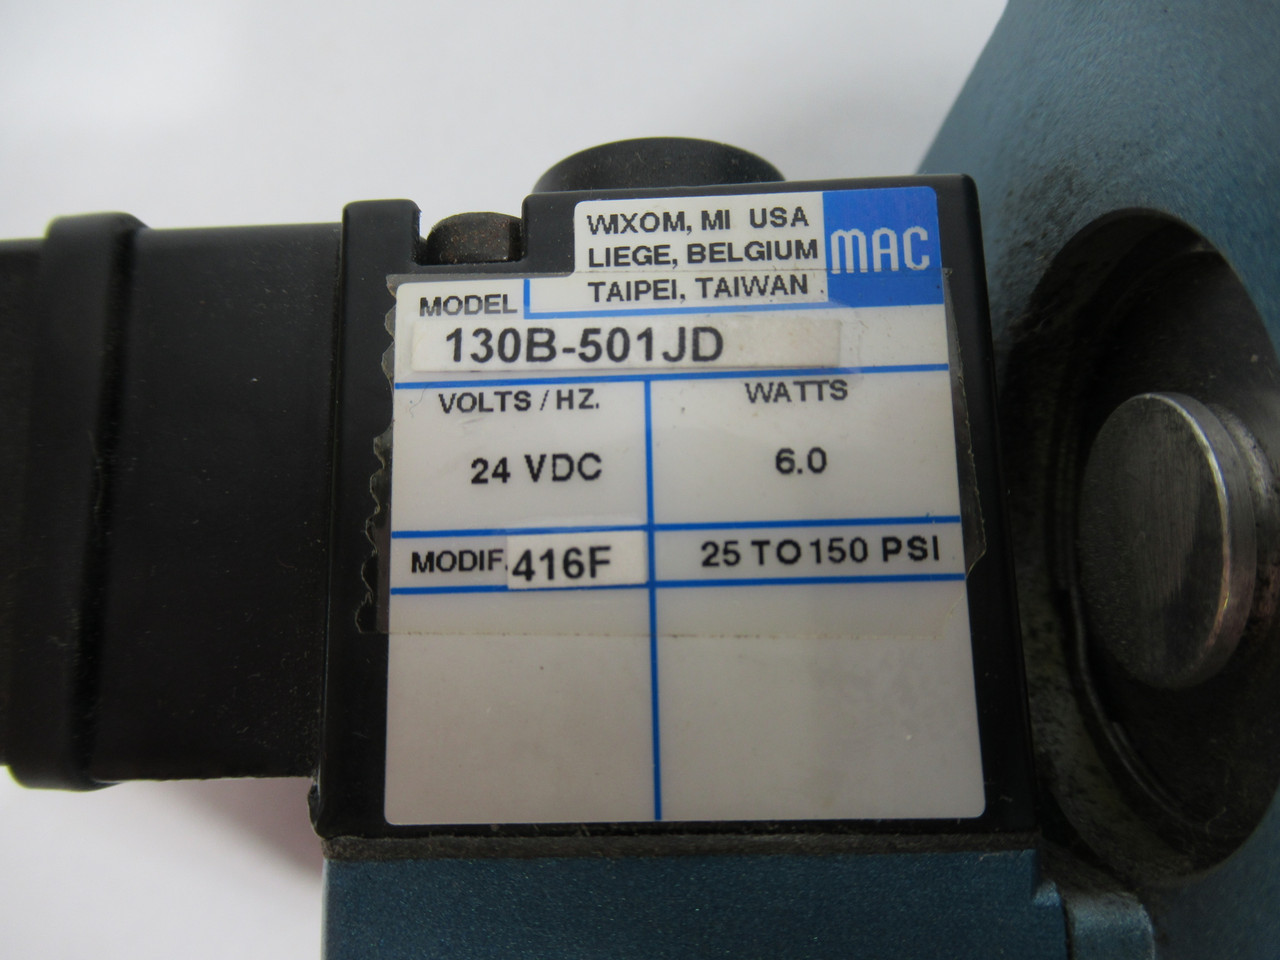 WIXOM, MI USA
LIEGE, BELGIUM
TAIPEI, TAIWAN
MAC
MODEL
130B-501JD
VOLTS / HZ.
24 VDC
WATTS
6.0
MODIF. 416F
25 TO 150 PSI